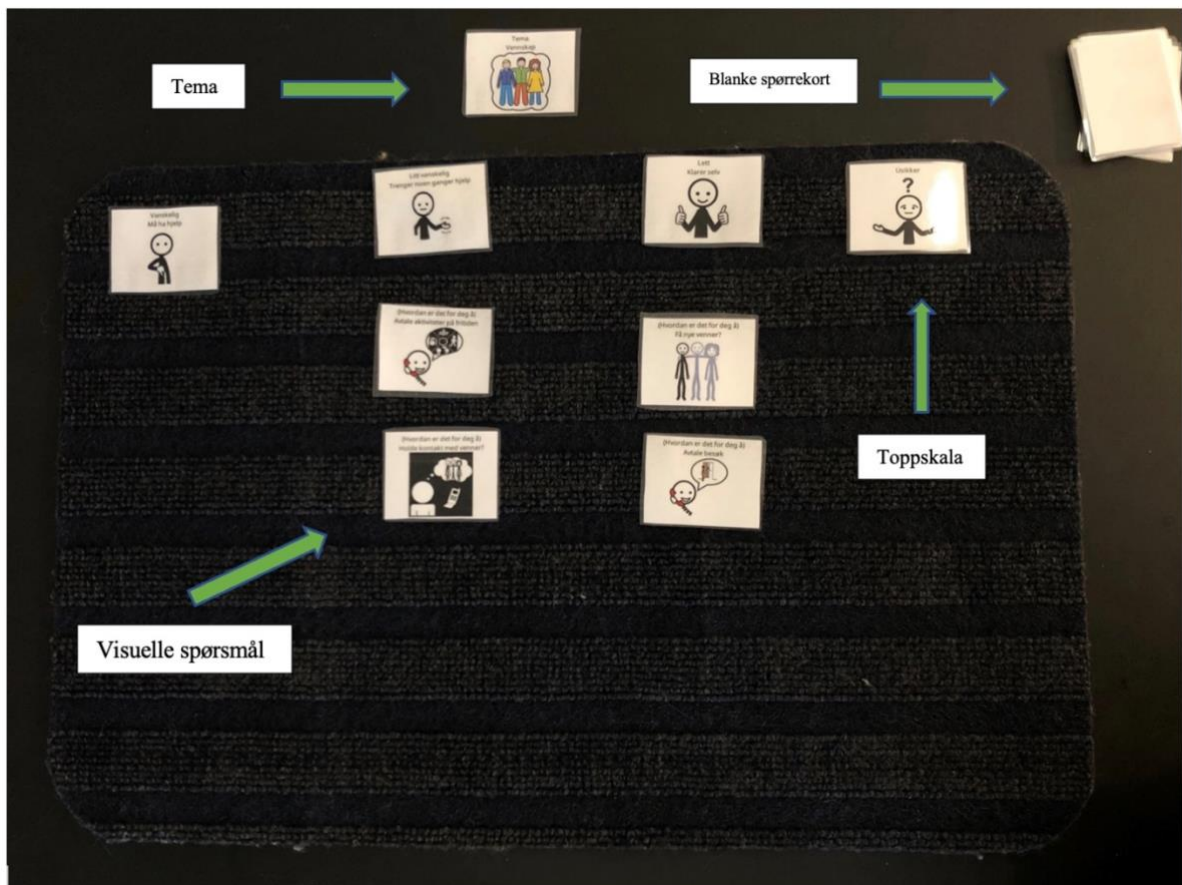 Tema
Vennskap
Tema
Blanke spørrekort
Vanskelig
Må ha hjelp
Litt vanskelig
Trenger noen ganger hjelp
Lett
Klarer selv
Usikker
?
(Hvordan er det for deg å)
Avtale aktiviteter på fritiden
(Hvordan er det for deg å)
Få nye venner?
(Hvordan er det for deg å)
Holde kontakt med venner?
(Hvordan er det for deg å)
Avtale besøk
Toppskala
Visuelle spørsmål